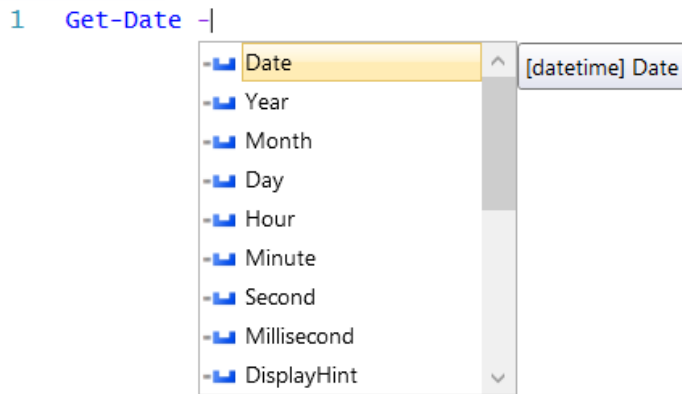 1 Get-Date -
Date [datetime] Date
Year
Month
Day
Hour
Minute
Second
Millisecond
DisplayHint